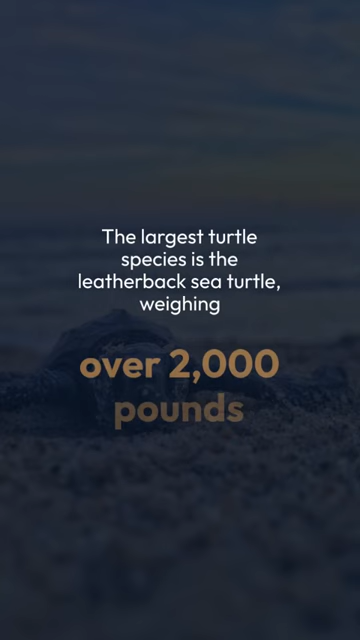 The largest turtle
species is the
leatherback sea turtle,
weighing
over 2,000
pounds